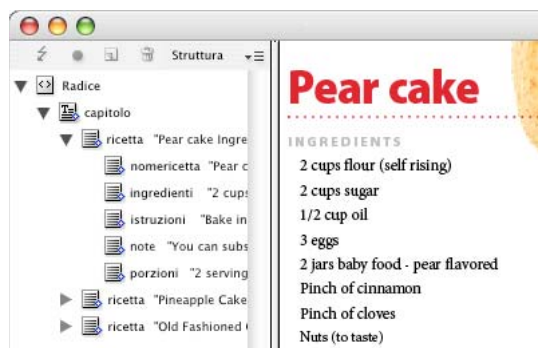 Struttura
Radice
capitolo
ricetta "Pear cake Ingre
nomericetta "Pear c
ingredienti "2 cups
istruzioni "Bake in
note "You can subs
porzioni "2 serving
ricetta "Pineapple Cake
ricetta "Old Fashioned
Pear cake
INGREDIENTS
2 cups flour (self rising)
2 cups sugar
1/2 cup oil
3 eggs
2 jars baby food - pear flavored
Pinch of cinnamon
Pinch of cloves
Nuts (to taste)